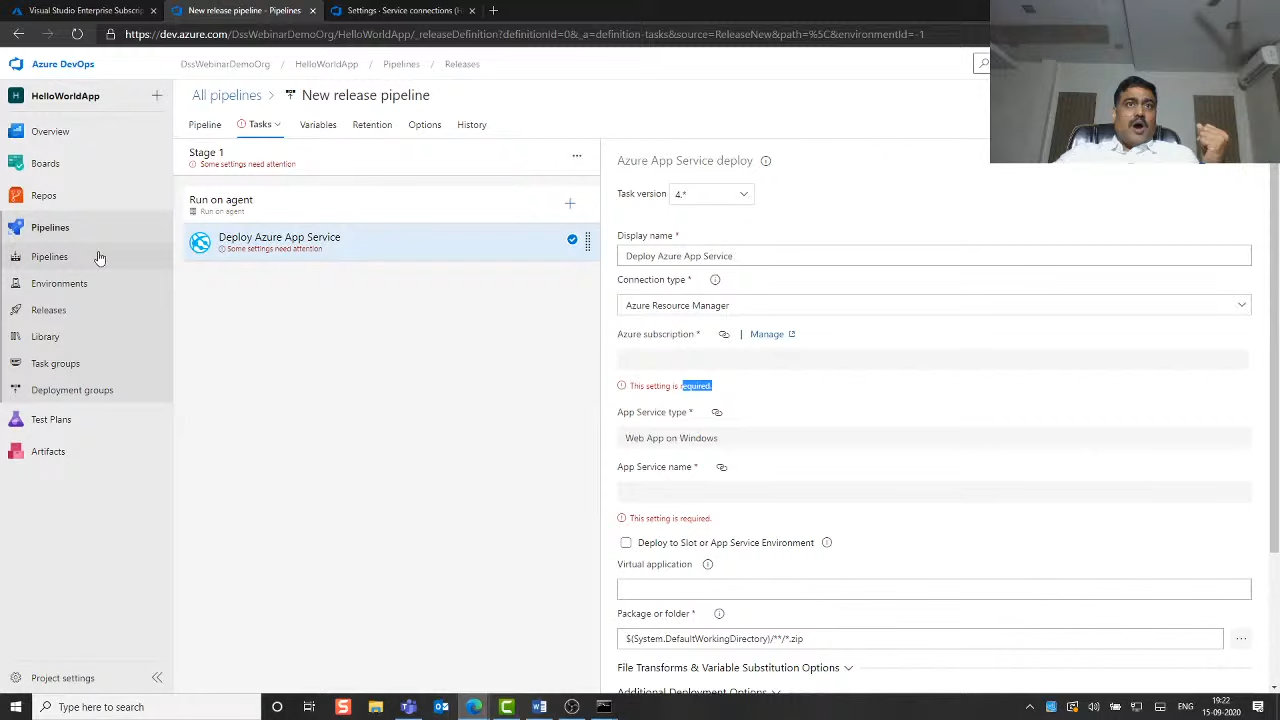 Visual Studio Enterprise Subscrip
New release pipeline - Pipelines
Settings · Service connections (H
https://dev.azure.com/DssWebinarDemoOrg/HelloWorldApp/_releaseDefinition?definitionId=0&_a=definition-tasks&source=ReleaseNew&path=%5C&environmentId=-1
Azure DevOps
DssWebinarDemoOrg / HelloWorldApp / Pipelines / Releases
HelloWorldApp
Overview
Boards
Repos
Pipelines
Pipelines
Environments
Releases
Library
Task groups
Deployment groups
Test Plans
Artifacts
Project settings
All pipelines > New release pipeline
Pipeline Tasks Variables Retention Options History
Stage 1
Some settings need attention
Run on agent
Run on agent
Deploy Azure App Service
Some settings need attention
Azure App Service deploy
Task version 4.*
Display name *
Deploy Azure App Service
Connection type *
Azure Resource Manager
Azure subscription * | Manage
This setting is required.
App Service type *
Web App on Windows
App Service name *
This setting is required.
Deploy to Slot or App Service Environment
Virtual application
Package or folder *
$(System.DefaultWorkingDirectory)/**/*.zip
File Transforms & Variable Substitution Options
Additional Deployment Options
Type here to search
ENG
19:22
15-09-2020